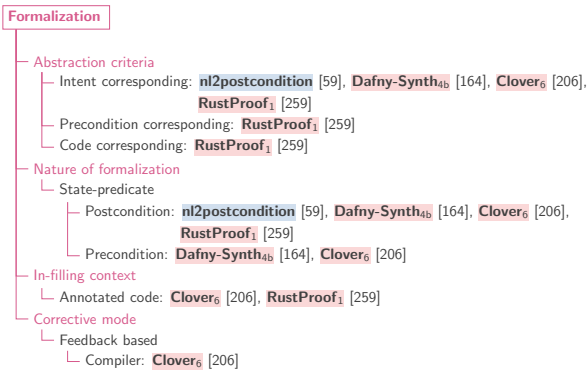 Formalization
Abstraction criteria
Intent corresponding: nl2postcondition [59], Dafny-Synth4b [164], Clover6 [206],
RustProof1 [259]
Precondition corresponding: RustProof1 [259]
Code corresponding: RustProof1 [259]
Nature of formalization
State-predicate
Postcondition: nl2postcondition [59], Dafny-Synth4b [164], Clover6 [206],
RustProof1 [259]
Precondition: Dafny-Synth4b [164], Clover6 [206]
In-filling context
Annotated code: Clover6 [206], RustProof1 [259]
Corrective mode
Feedback based
Compiler: Clover6 [206]